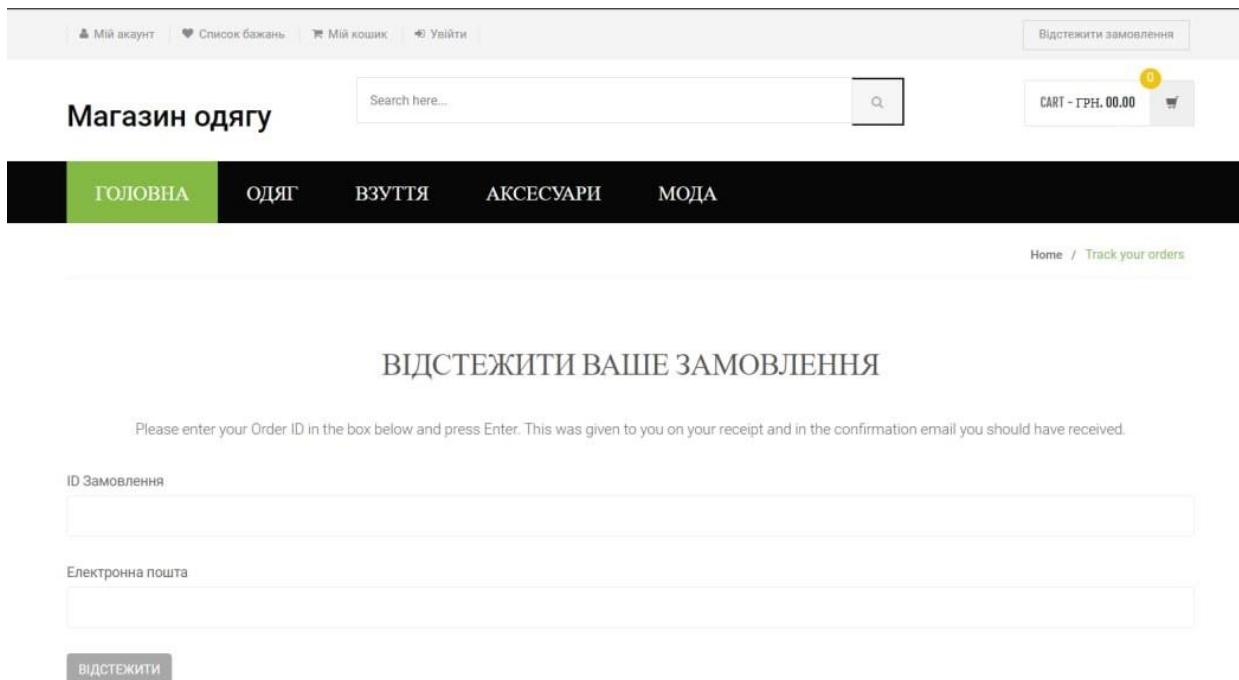 Мій акаунт Список бажань Мій кошик Увійти Відстежити замовлення
Магазин одягу Search here... CART - ГРН. 00.00 0
ГОЛОВНА ОДЯГ ВЗУТТЯ АКСЕСУАРИ МОДА
Home / Track your orders
ВІДСТЕЖИТИ ВАШЕ ЗАМОВЛЕННЯ
Please enter your Order ID in the box below and press Enter. This was given to you on your receipt and in the confirmation email you should have received.
ID Замовлення
Електронна пошта
ВІДСТЕЖИТИ